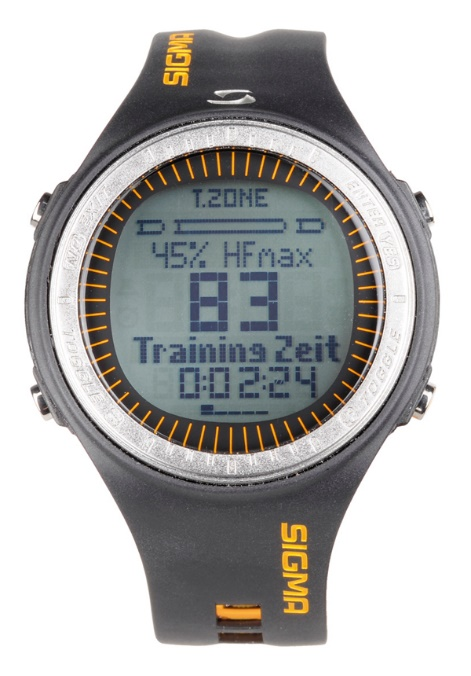 SIGMA
T.ZONE
45% HFmax
83
Training Zeit
0:02:24
SIGMA